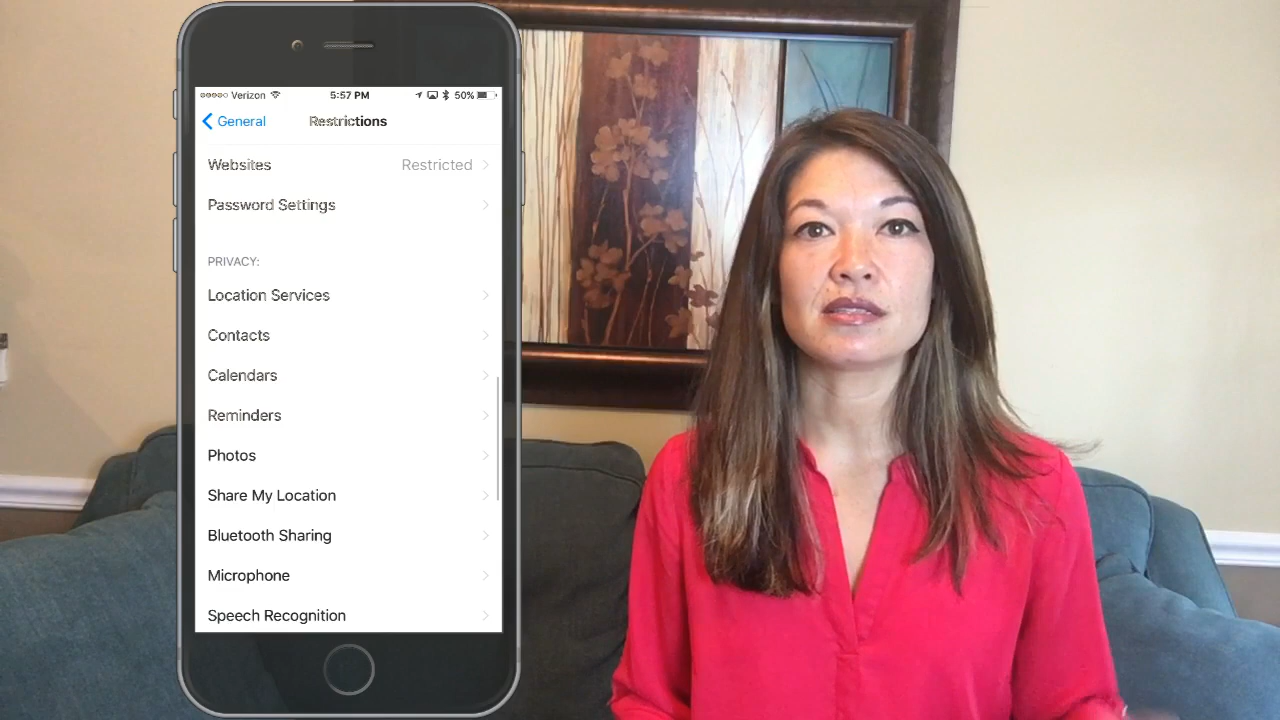 Verizon 5:57 PM 50%
General Restrictions
Websites Restricted
Password Settings
PRIVACY:
Location Services
Contacts
Calendars
Reminders
Photos
Share My Location
Bluetooth Sharing
Microphone
Speech Recognition